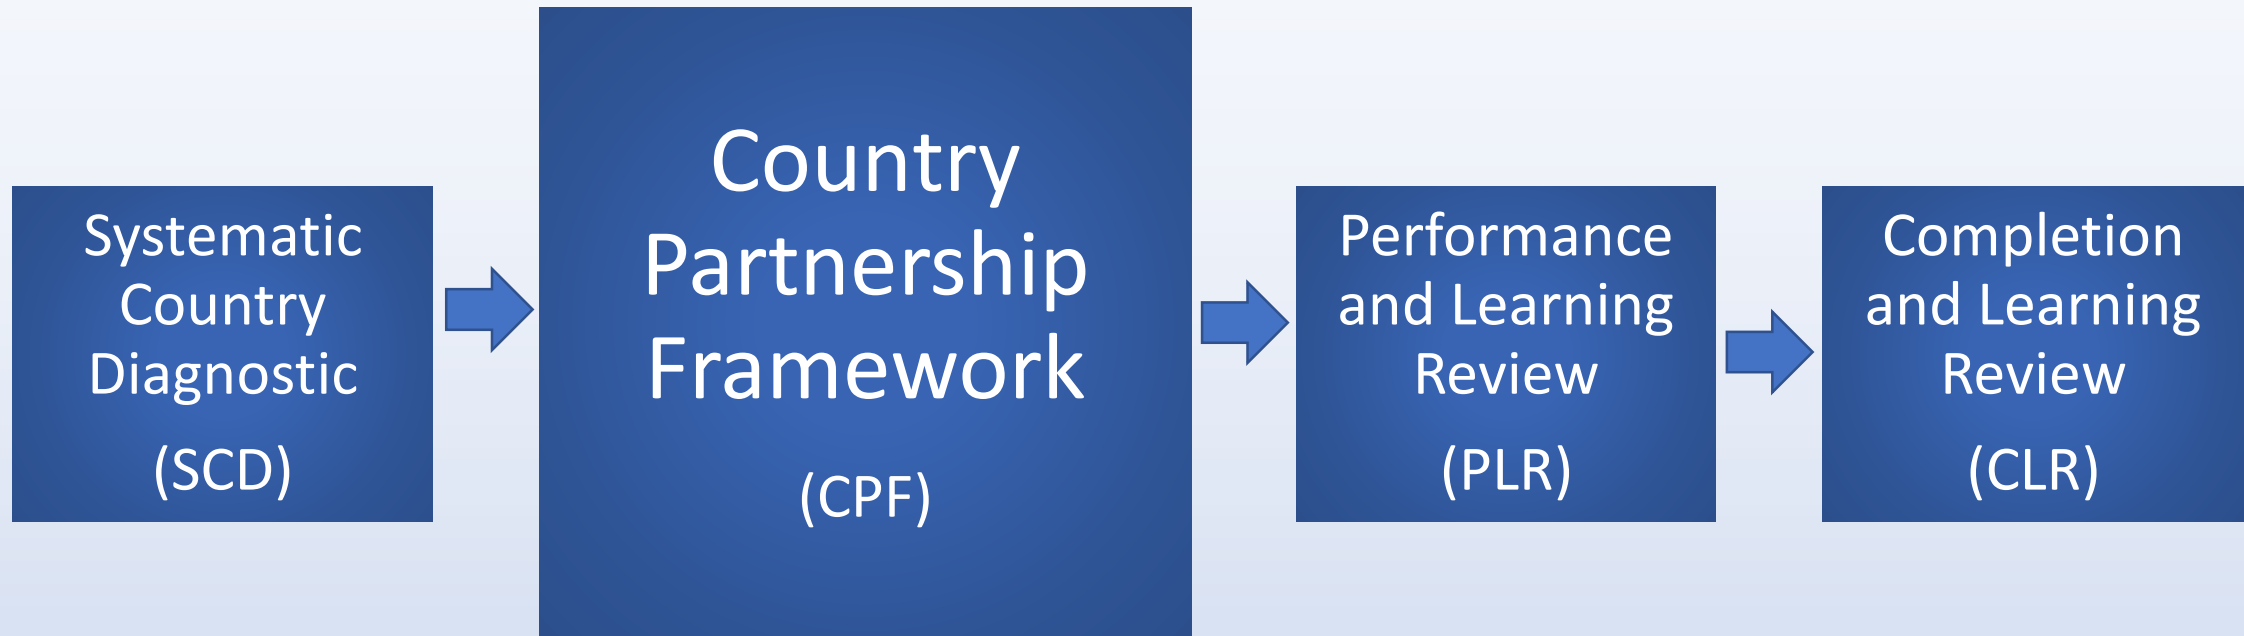 Systematic
Country
Diagnostic
(SCD)
Country
Partnership
Framework
(CPF)
Performance
and Learning
Review
(PLR)
Completion
and Learning
Review
(CLR)